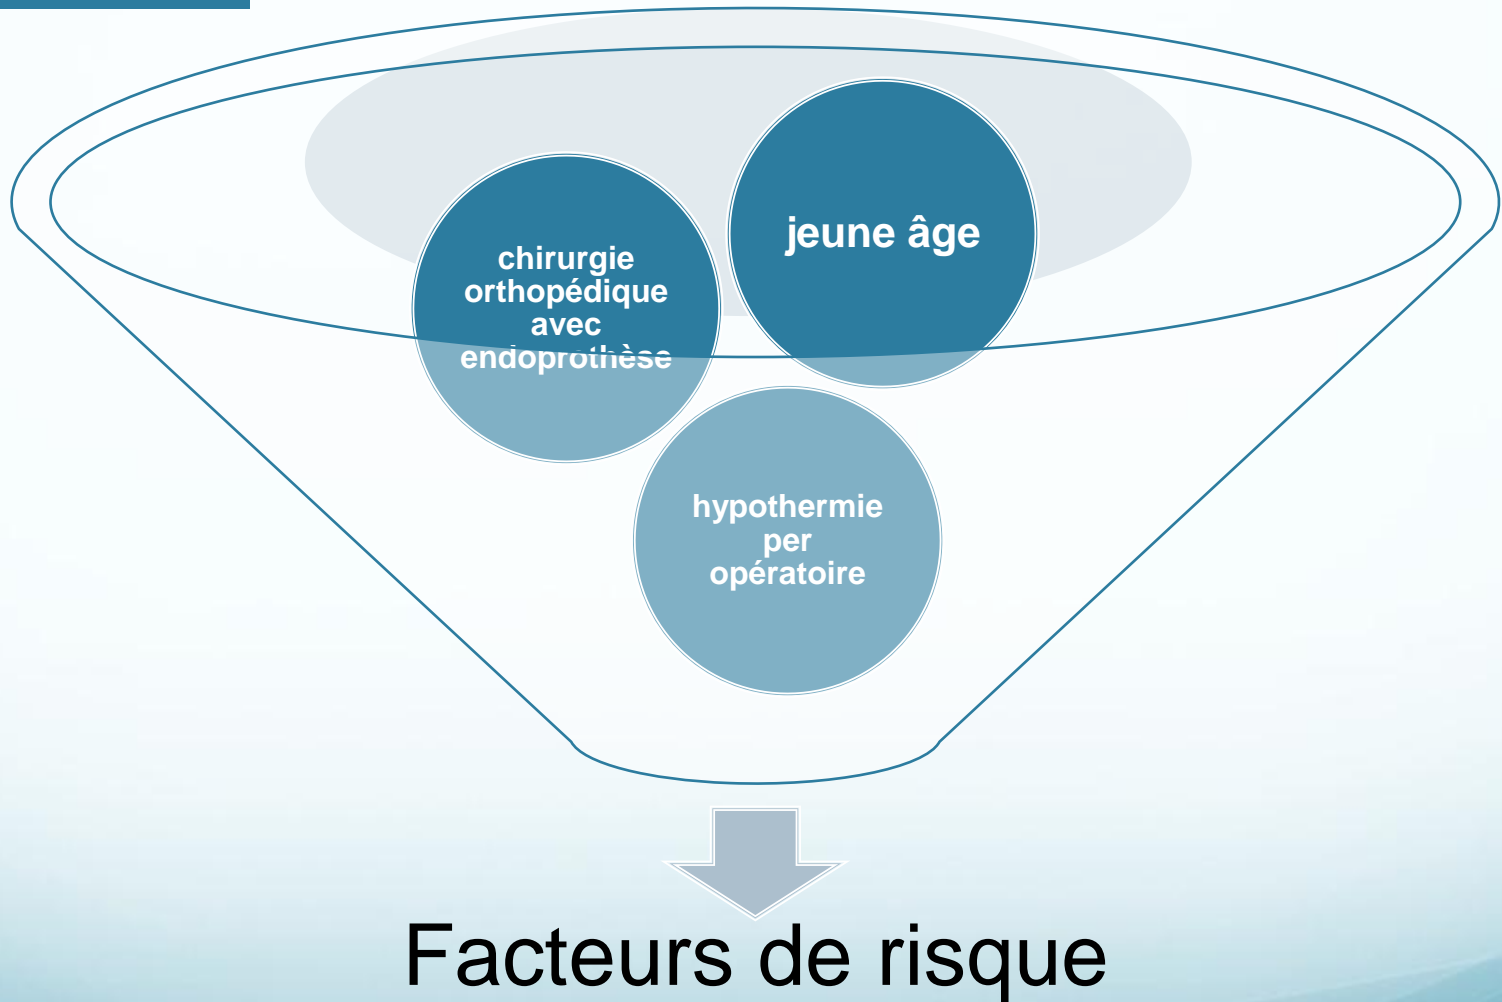 jeune âge
chirurgie
orthopédique
avec
endoprothèse
hypothermie
per
opératoire
Facteurs de risque